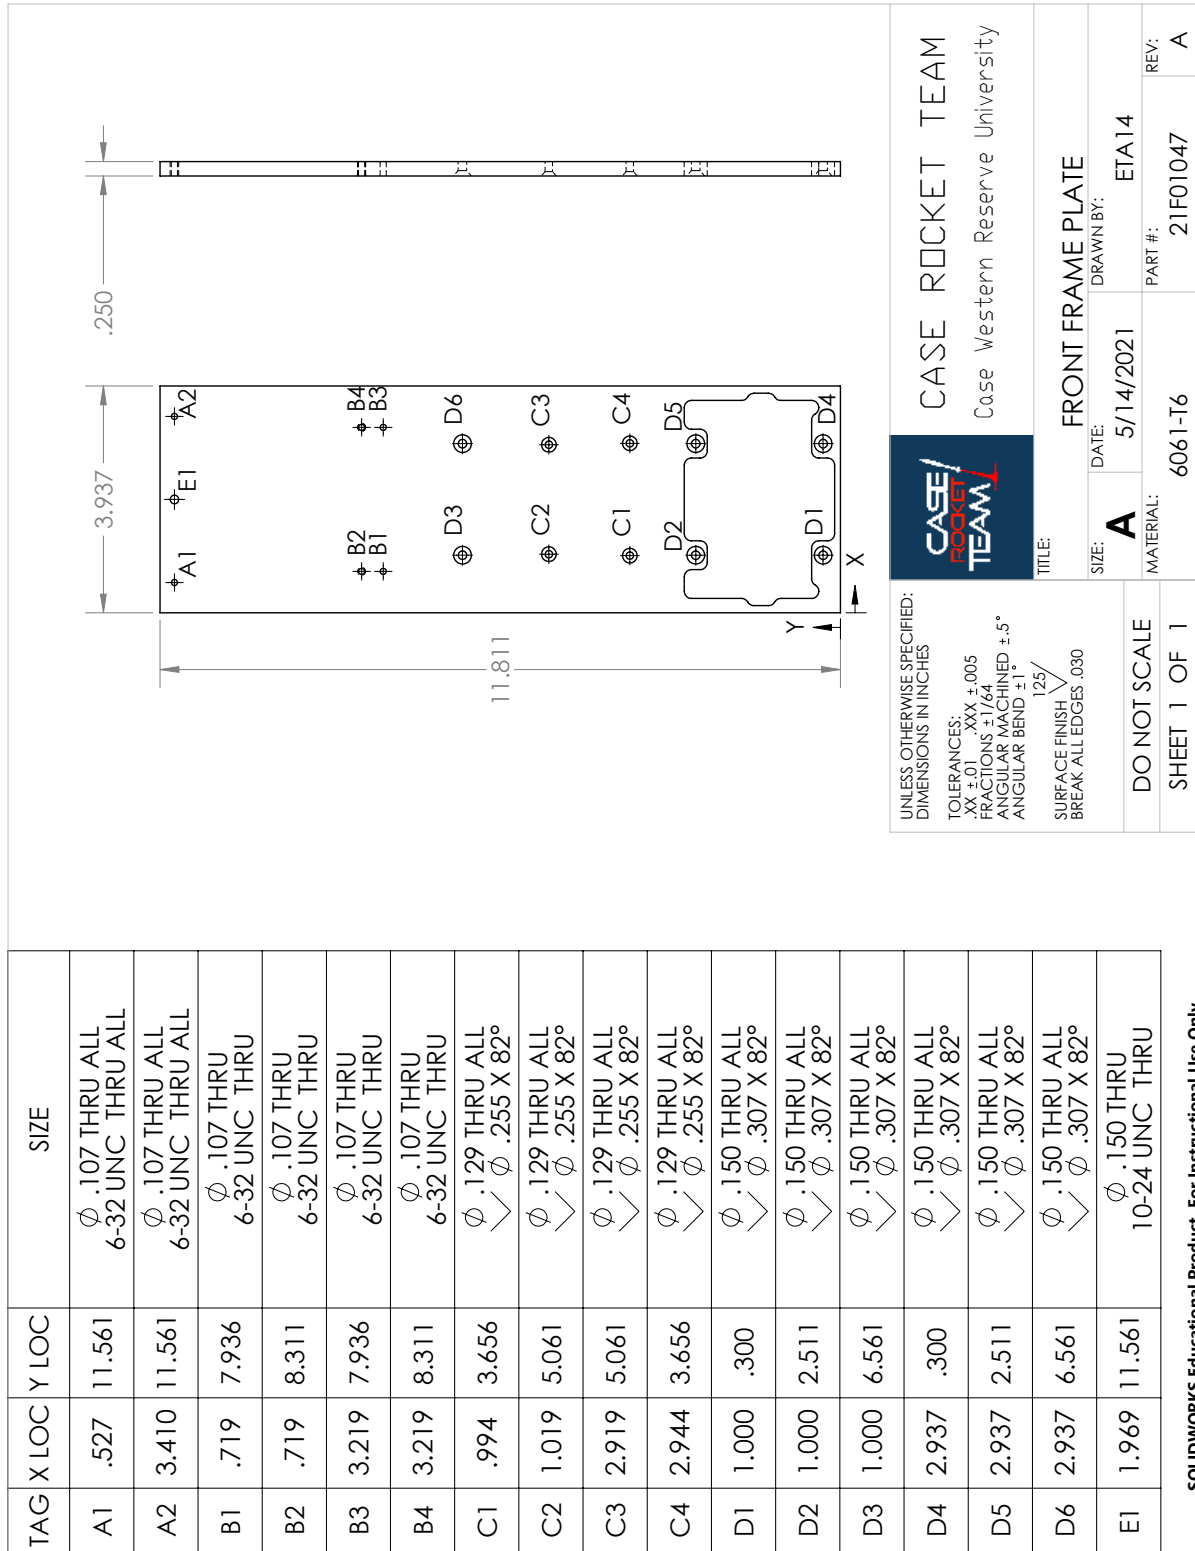 TAG X LOC Y LOC SIZE
A1 .527 11.561 ∅ .107 THRU ALL
6-32 UNC THRU ALL
A2 3.410 11.561 ∅ .107 THRU ALL
6-32 UNC THRU ALL
B1 .719 7.936 ∅ .107 THRU
6-32 UNC THRU
B2 .719 8.311 ∅ .107 THRU
6-32 UNC THRU
B3 3.219 7.936 ∅ .107 THRU
6-32 UNC THRU
B4 3.219 8.311 ∅ .107 THRU
6-32 UNC THRU
C1 .994 3.656 ∅ .129 THRU ALL
⌵ ∅ .255 X 82°
C2 1.019 5.061 ∅ .129 THRU ALL
⌵ ∅ .255 X 82°
C3 2.919 5.061 ∅ .129 THRU ALL
⌵ ∅ .255 X 82°
C4 2.944 3.656 ∅ .129 THRU ALL
⌵ ∅ .255 X 82°
D1 1.000 .300 ∅ .150 THRU ALL
⌵ ∅ .307 X 82°
D2 1.000 2.511 ∅ .150 THRU ALL
⌵ ∅ .307 X 82°
D3 1.000 6.561 ∅ .150 THRU ALL
⌵ ∅ .307 X 82°
D4 2.937 .300 ∅ .150 THRU ALL
⌵ ∅ .307 X 82°
D5 2.937 2.511 ∅ .150 THRU ALL
⌵ ∅ .307 X 82°
D6 2.937 6.561 ∅ .150 THRU ALL
⌵ ∅ .307 X 82°
E1 1.969 11.561 ∅ .150 THRU
10-24 UNC THRU
SOLIDWORKS Educational Product. For Instructional Use Only.
3.937
.250
11.811
A1
E1
A2
B2
B4
B1
B3
D3
D6
C2
C3
C1
C4
D2
D5
D1
D4
Y
X
UNLESS OTHERWISE SPECIFIED:
DIMENSIONS IN INCHES
TOLERANCES:
.XX ±.01 .XXX ±.005
FRACTIONS ±1/64
ANGULAR MACHINED ±.5°
ANGULAR BEND ±1°
125
SURFACE FINISH
BREAK ALL EDGES .030
DO NOT SCALE
SHEET 1 OF 1
CASE
ROCKET
TEAM
CASE ROCKET TEAM
Case Western Reserve University
TITLE:
FRONT FRAME PLATE
SIZE:
A
DATE:
5/14/2021
DRAWN BY:
ETA14
MATERIAL:
6061-T6
PART #:
21F01047
REV:
A